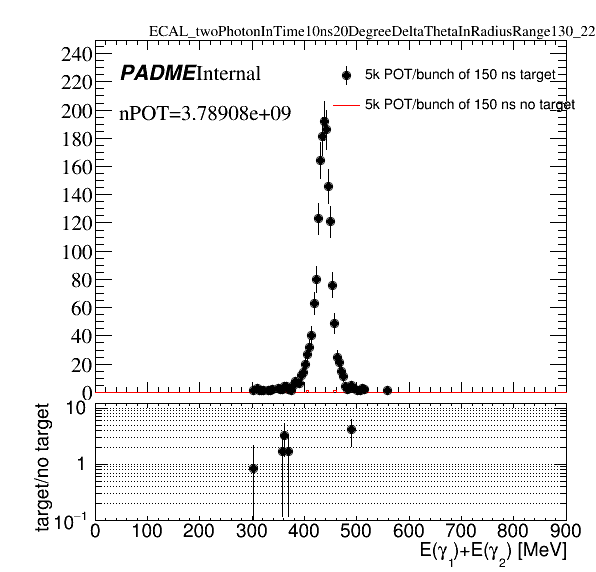 ECAL_twoPhotonInTime10ns20DegreeDeltaThetaInRadiusRange130_22
240
220
200
180
160
140
120
100
80
60
40
20
0
PADME Internal
nPOT=3.78908e+09
5k POT/bunch of 150 ns target
5k POT/bunch of 150 ns no target
target/no target
10
1
10⁻¹
0 100 200 300 400 500 600 700 800 900
E(γ₁)+E(γ₂) [MeV]